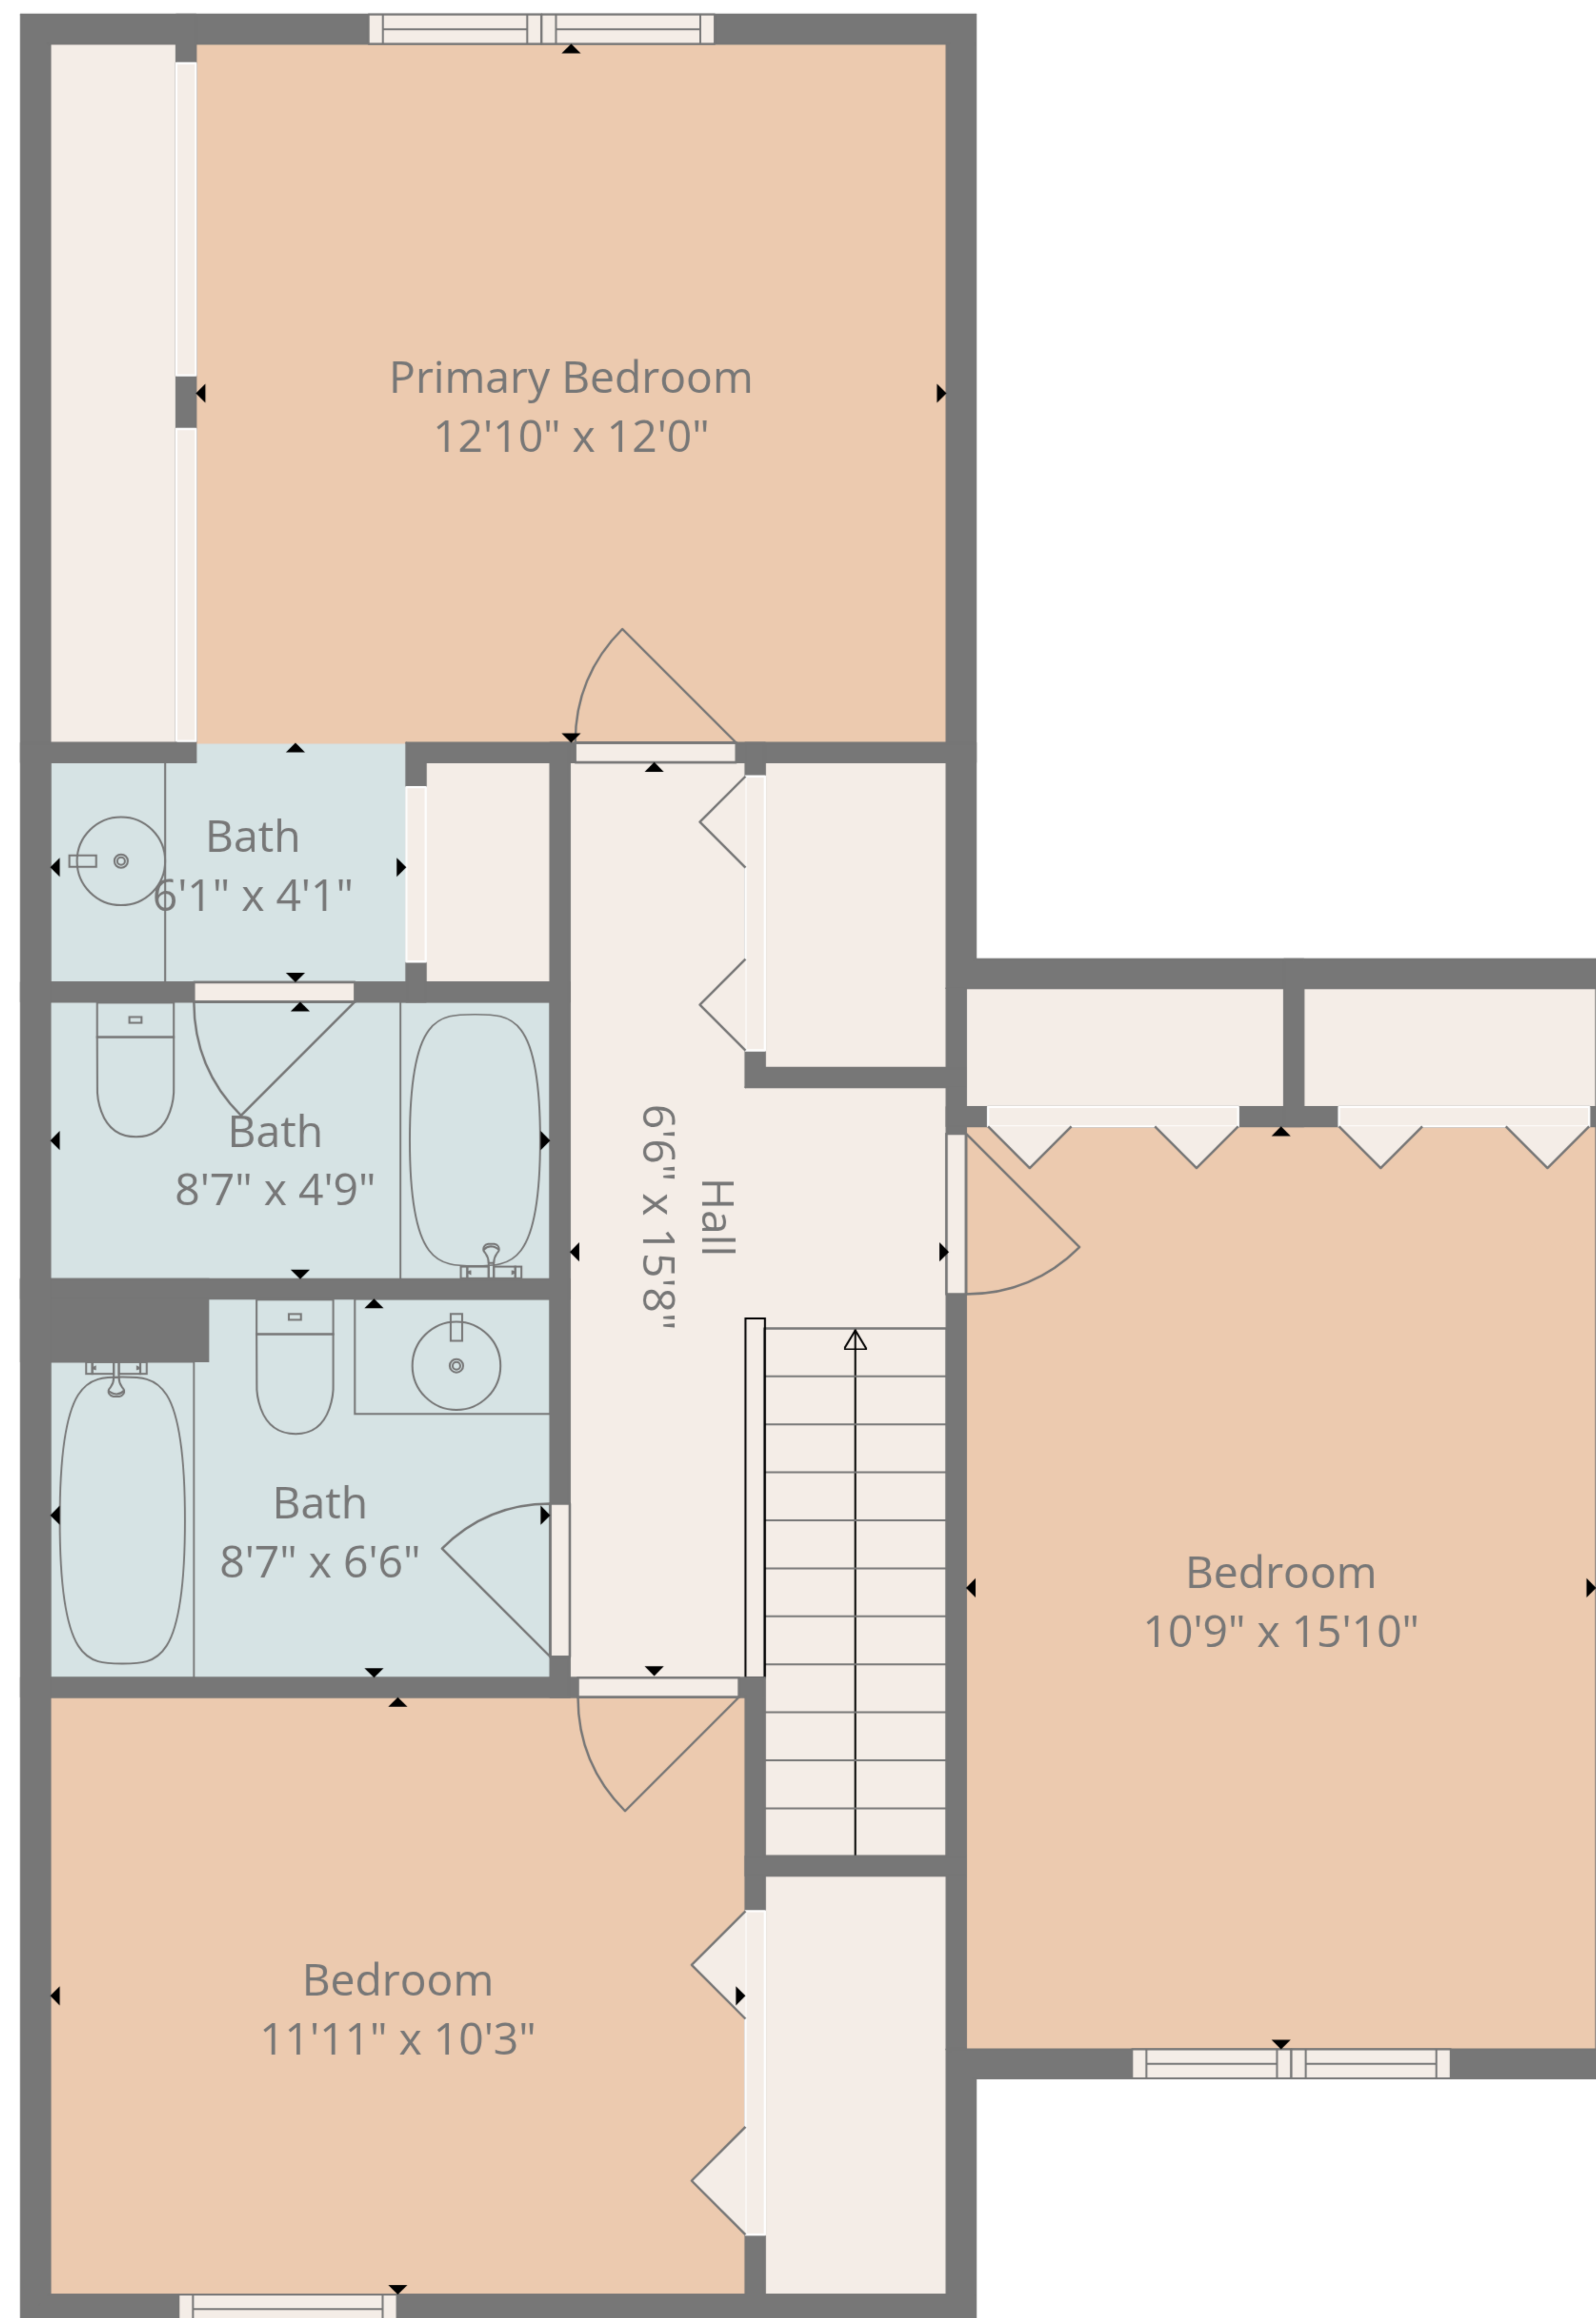 Primary Bedroom
12'10" x 12'0"
Bath
6'1" x 4'1"
Bath
8'7" x 4'9"
Hall
6'6" x 15'8"
Bath
8'7" x 6'6"
Bedroom
10'9" x 15'10"
Bedroom
11'11" x 10'3"